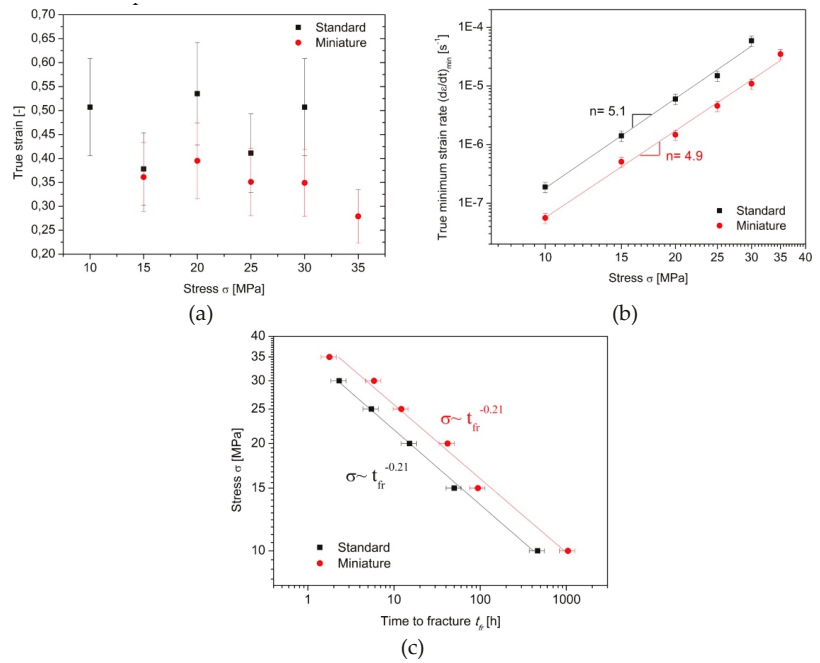 0,70
0,65
0,60
0,55
0,50
0,45
0,40
0,35
0,30
0,25
0,20
True strain [-]
Standard
Miniature
10 15 20 25 30 35
Stress σ [MPa]
(a)
1E-4
1E-5
1E-6
1E-7
True minimum strain rate (dε/dt)min [s-1]
n= 5.1
n= 4.9
Standard
Miniature
10 15 20 25 30 35 40
Stress σ [MPa]
(b)
40
35
30
25
20
15
10
Stress σ [MPa]
σ~ tfr-0.21
σ~ tfr-0.21
Standard
Miniature
1 10 100 1000
Time to fracture tfr [h]
(c)